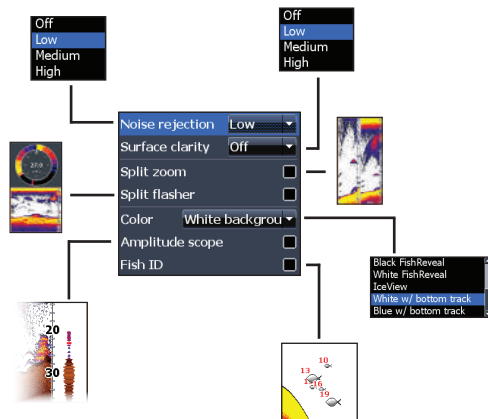 Off
Low
Medium
High
Off
Low
Medium
High
Noise rejection Low
Surface clarity Off
Split zoom
Split flasher
Color White backgrou
Amplitude scope
Fish ID
Black FishReveal
White FishReveal
IceView
White w/ bottom track
Blue w/ bottom track
20
30
18
13
16
19